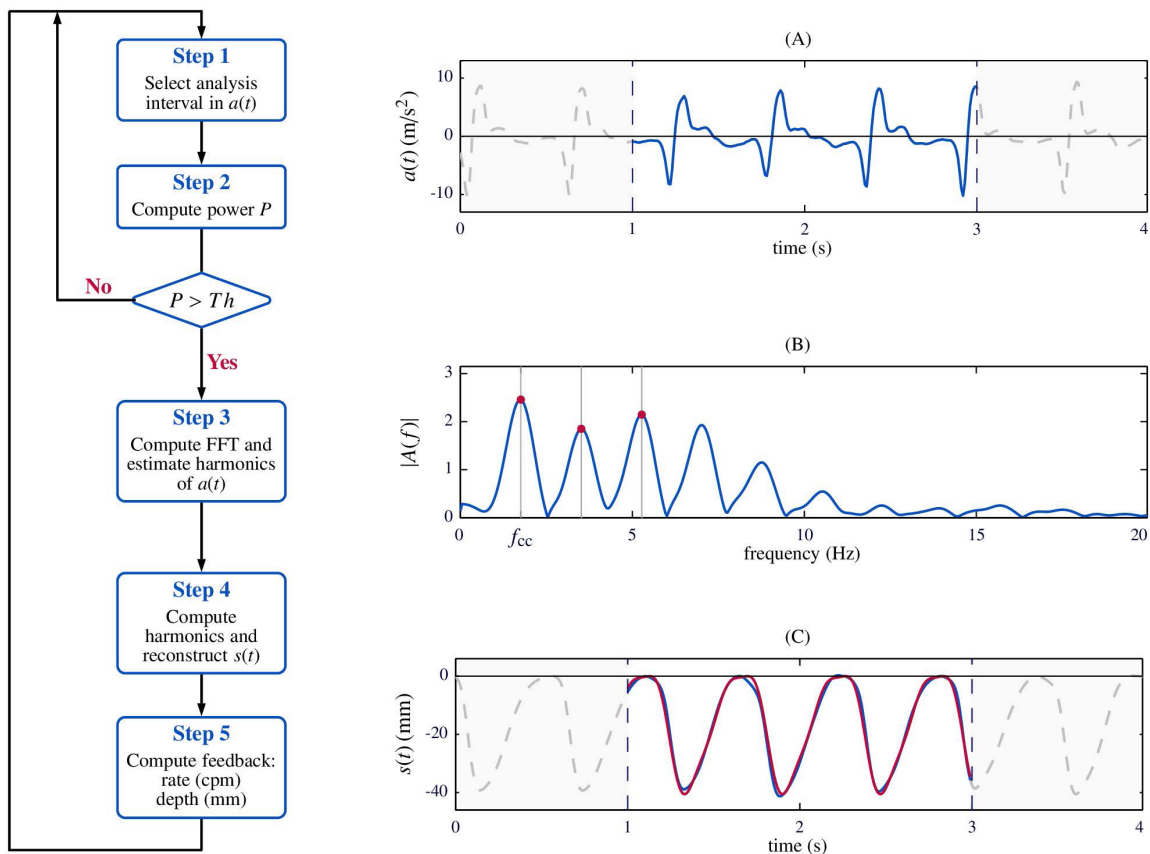 Step 1
Select analysis
interval in a(t)
Step 2
Compute power P
P > Th
No
Yes
Step 3
Compute FFT and
estimate harmonics
of a(t)
Step 4
Compute
harmonics and
reconstruct s(t)
Step 5
Compute feedback:
rate (cpm)
depth (mm)
(A)
a(t) (m/s²)
10
0
-10
0 1 2 3 4
time (s)
(B)
|A(f)|
3
2
1
0
0 5 10 15 20
fcc
frequency (Hz)
(C)
s(t) (mm)
0
-20
-40
0 1 2 3 4
time (s)